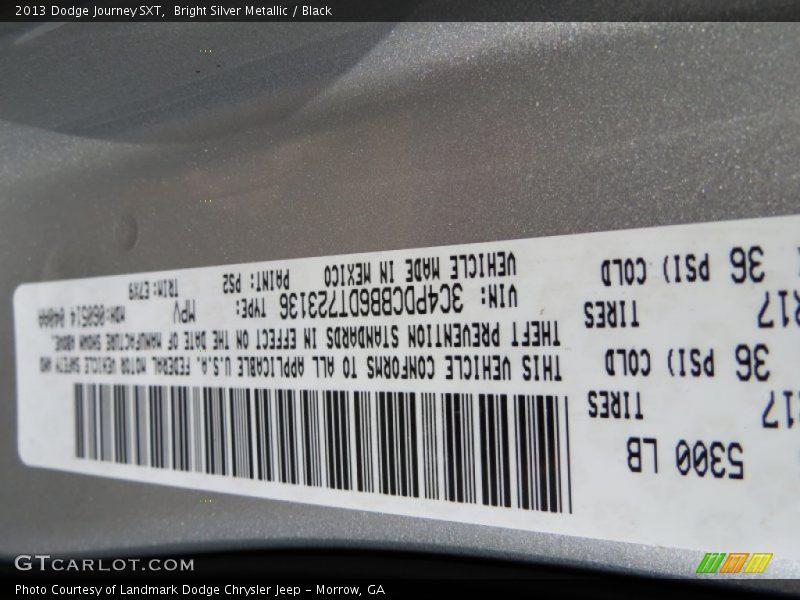 2013 Dodge Journey SXT, Bright Silver Metallic / Black
5300 LB
TIRES
R17
36 PSI) COLD
TIRES
R17
36 PSI) COLD
THIS VEHICLE CONFORMS TO ALL APPLICABLE U.S.A. FEDERAL MOTOR VEHICLE SAFETY AND
THEFT PREVENTION STANDARDS IN EFFECT ON THE DATE OF MANUFACTURE SHOWN ABOVE.
VIN: 3C4PDCBB6DT723136 TYPE: MPV
VEHICLE MADE IN MEXICO PAINT: PS2 TRIM: E7X9
GTCARLOT.COM
Photo Courtesy of Landmark Dodge Chrysler Jeep - Morrow, GA